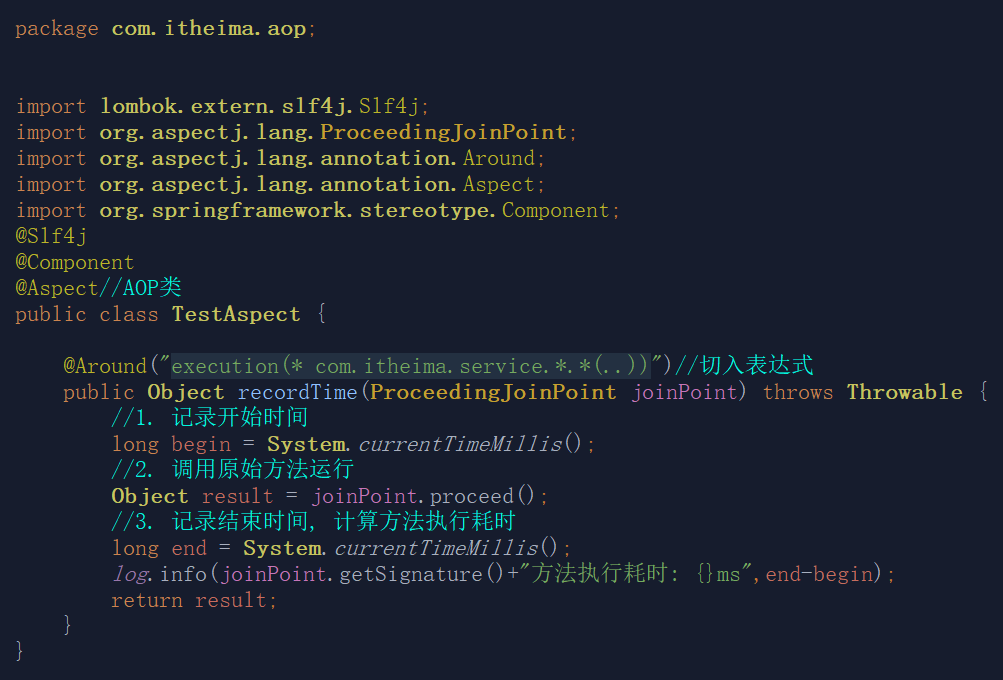 package com.itheima.aop;
import lombok.extern.slf4j.Slf4j;
import org.aspectj.lang.ProceedingJoinPoint;
import org.aspectj.lang.annotation.Around;
import org.aspectj.lang.annotation.Aspect;
import org.springframework.stereotype.Component;
@Slf4j
@Component
@Aspect//AOP类
public class TestAspect {
    @Around("execution(* com.itheima.service.*.*(..))")//切入表达式
    public Object recordTime(ProceedingJoinPoint joinPoint) throws Throwable {
        //1. 记录开始时间
        long begin = System.currentTimeMillis();
        //2. 调用原始方法运行
        Object result = joinPoint.proceed();
        //3. 记录结束时间, 计算方法执行耗时
        long end = System.currentTimeMillis();
        log.info(joinPoint.getSignature()+"方法执行耗时: {}ms",end-begin);
        return result;
    }
}